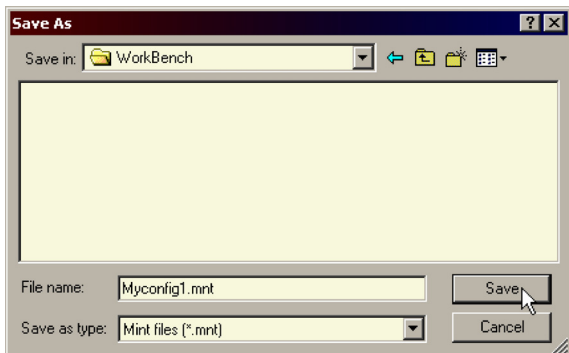 Save As
Save in: WorkBench
File name: Myconfig1.mnt
Save
Save as type: Mint files (*.mnt)
Cancel